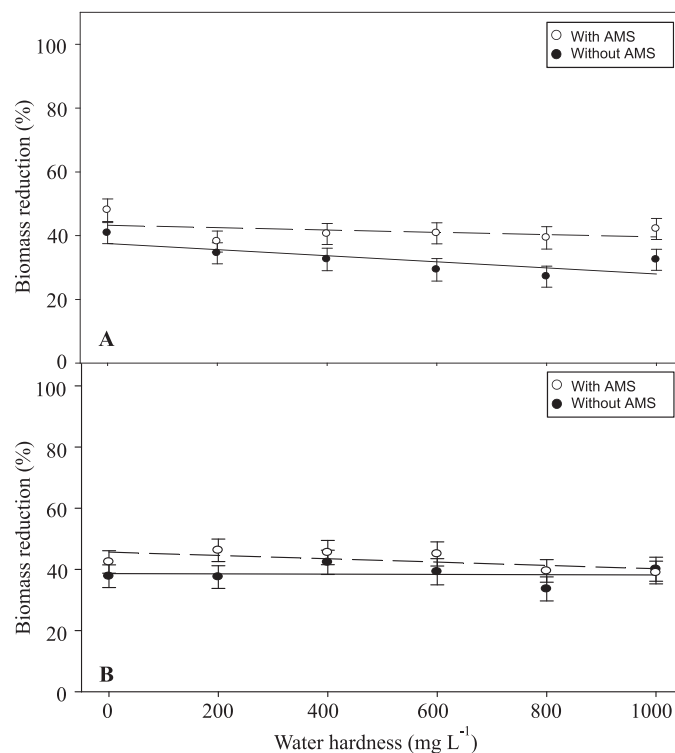 100
80
60
40
20
0
Biomass reduction (%)
With AMS
Without AMS
A
100
80
60
40
20
0
Biomass reduction (%)
With AMS
Without AMS
B
0 200 400 600 800 1000
Water hardness (mg L⁻¹)